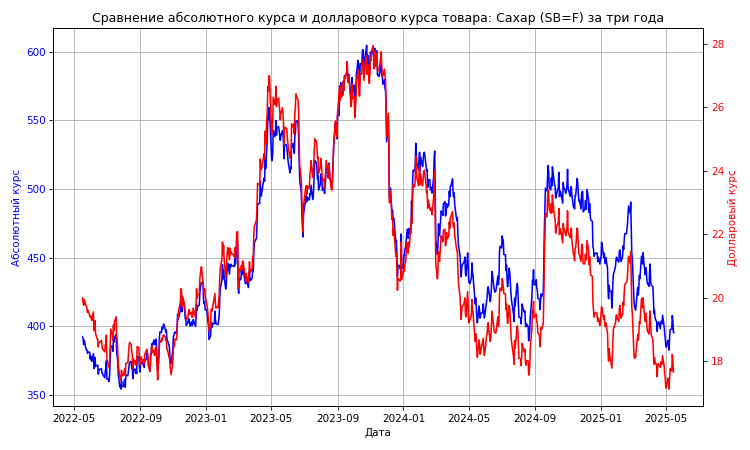 Сравнение абсолютного курса и долларового курса товара: Сахар (SB=F) за три года
Абсолютный курс
600
550
500
450
400
350
Долларовый курс
28
26
24
22
20
18
2022-05 2022-09 2023-01 2023-05 2023-09 2024-01 2024-05 2024-09 2025-01 2025-05
Дата